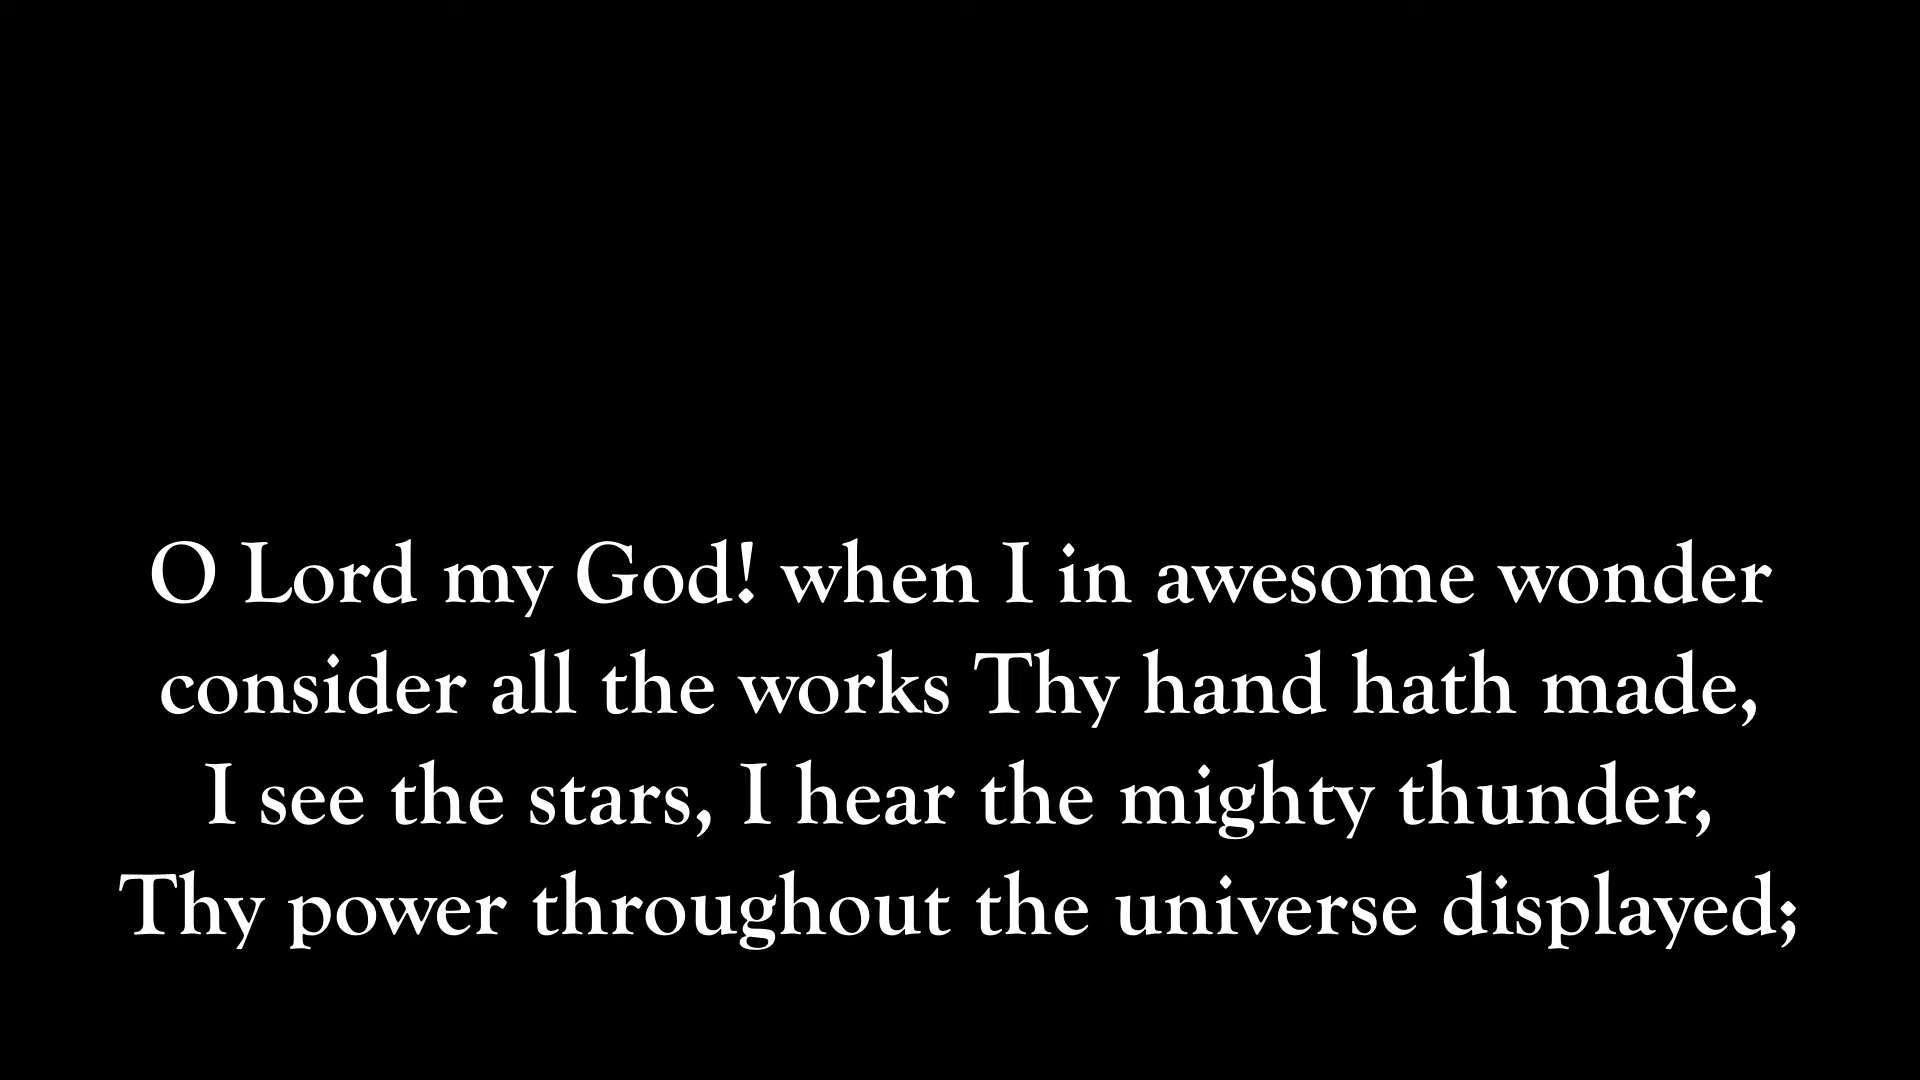 O Lord my God! when I in awesome wonder
consider all the works Thy hand hath made,
I see the stars, I hear the mighty thunder,
Thy power throughout the universe displayed;